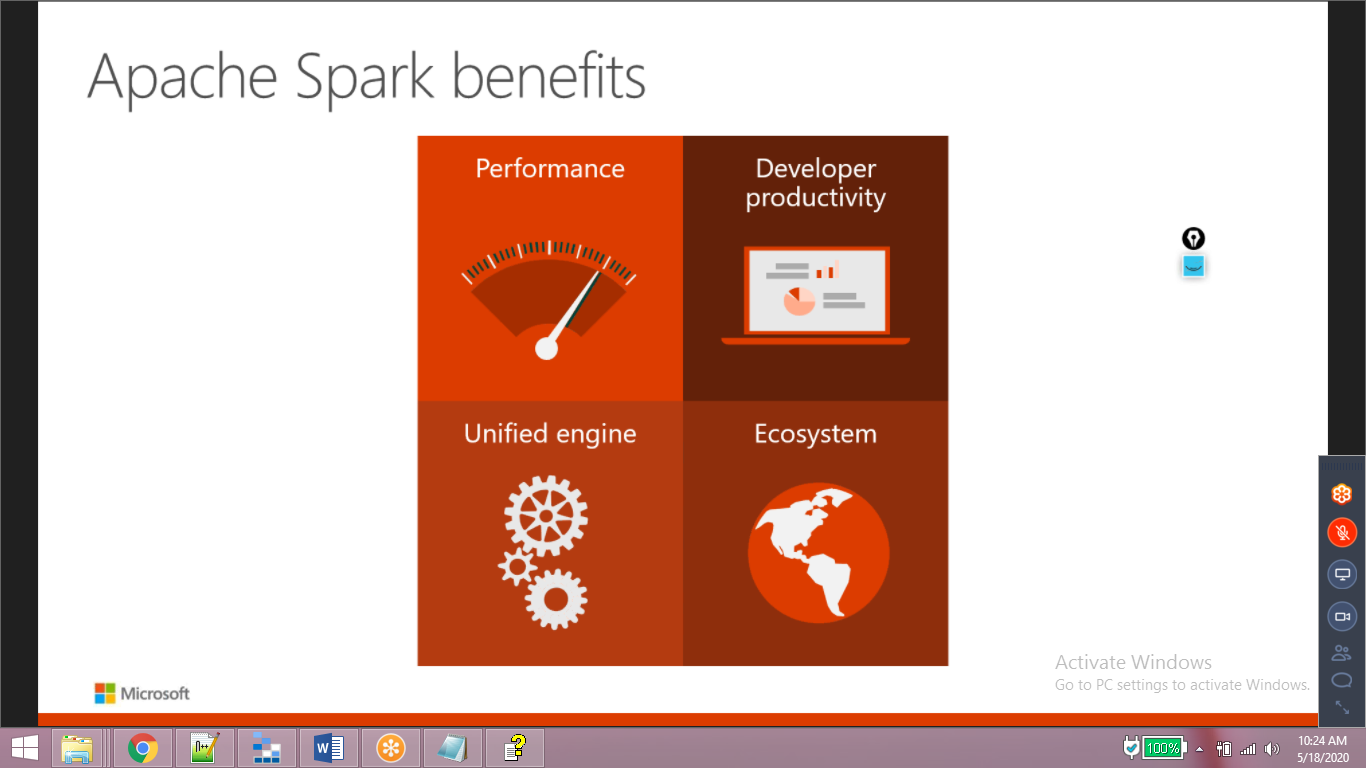 Apache Spark benefits
Performance
Developer
productivity
Unified engine
Ecosystem
Microsoft
Activate Windows
Go to PC settings to activate Windows.
100%
10:24 AM
5/18/2020